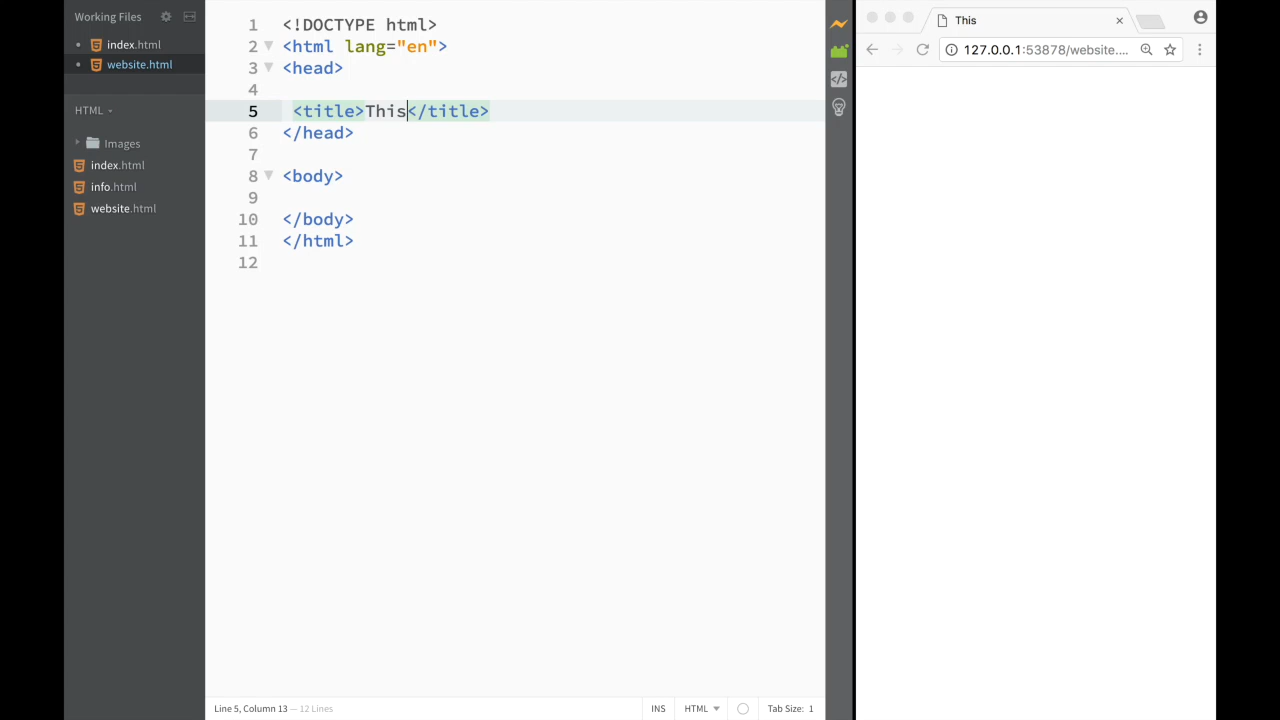 Working Files
index.html
website.html
HTML
Images
index.html
info.html
website.html
1 <!DOCTYPE html>
2 <html lang="en">
3 <head>
4
5 <title>This</title>
6 </head>
7
8 <body>
9
10 </body>
11 </html>
12
Line 5, Column 13 — 12 Lines
INS
HTML
Tab Size: 1
This
127.0.0.1:53878/website....